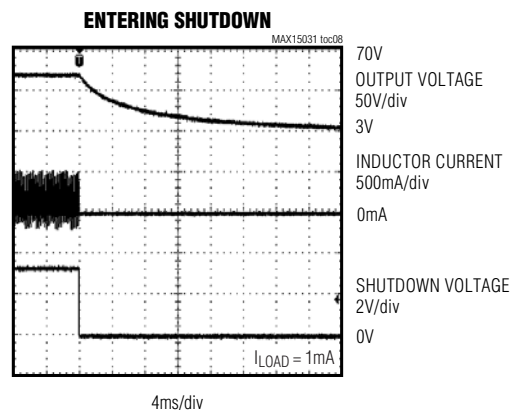 ENTERING SHUTDOWN
MAX15031 toc08
70V
OUTPUT VOLTAGE
50V/div
3V
INDUCTOR CURRENT
500mA/div
0mA
SHUTDOWN VOLTAGE
2V/div
0V
ILOAD = 1mA
4ms/div